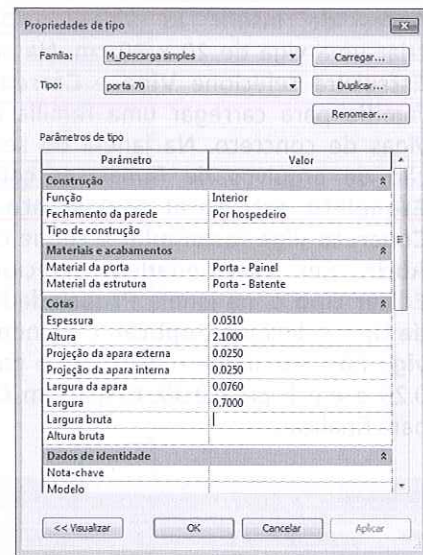 Propriedades de tipo
Família: M_Descarga simples Carregar...
Tipo: porta 70 Duplicar...
Renomear...
Parâmetros de tipo
Parâmetro Valor
Construção
Função Interior
Fechamento da parede Por hospedeiro
Tipo de construção
Materiais e acabamentos
Material da porta Porta - Painel
Material da estrutura Porta - Batente
Cotas
Espessura 0.0510
Altura 2.1000
Projeção da apara externa 0.0250
Projeção da apara interna 0.0250
Largura da apara 0.0760
Largura 0.7000
Largura bruta
Altura bruta
Dados de identidade
Nota-chave
Modelo
<< Visualizar OK Cancelar Aplicar